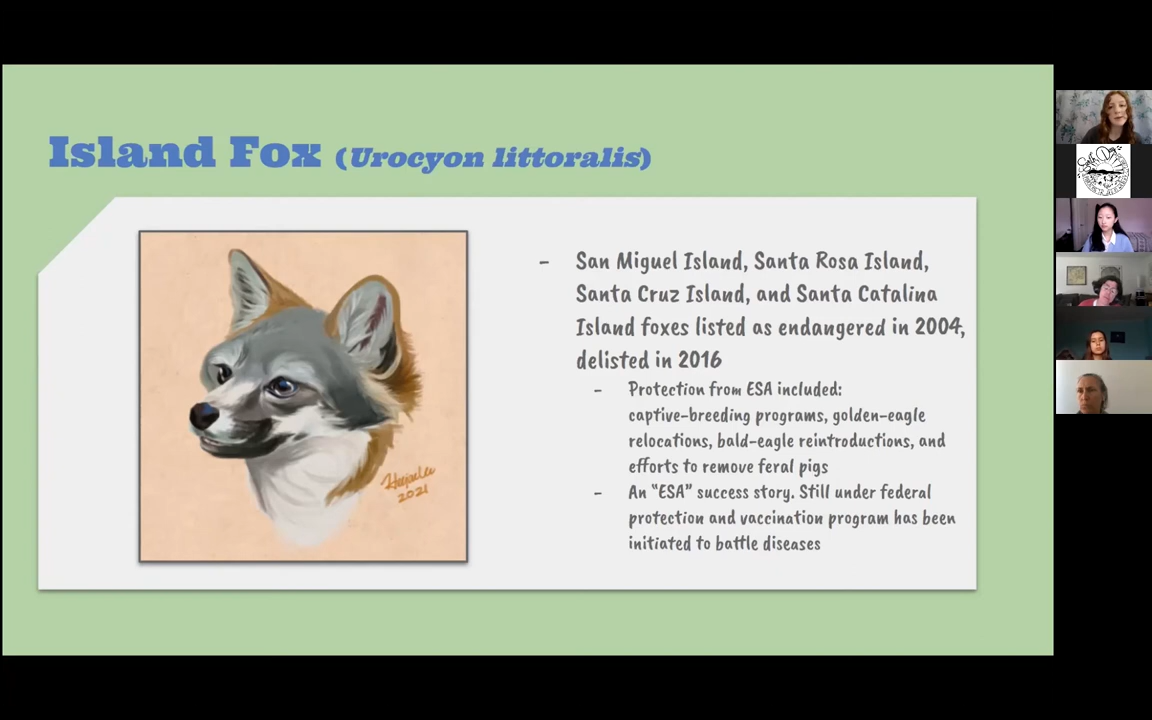 Island Fox (Urocyon littoralis)
- San Miguel Island, Santa Rosa Island,
Santa Cruz Island, and Santa Catalina
Island foxes listed as endangered in 2004,
delisted in 2016
- Protection from ESA included:
captive-breeding programs, golden-eagle
relocations, bald-eagle reintroductions, and
efforts to remove feral pigs
- An "ESA" success story. Still under federal
protection and vaccination program has been
initiated to battle diseases
2021